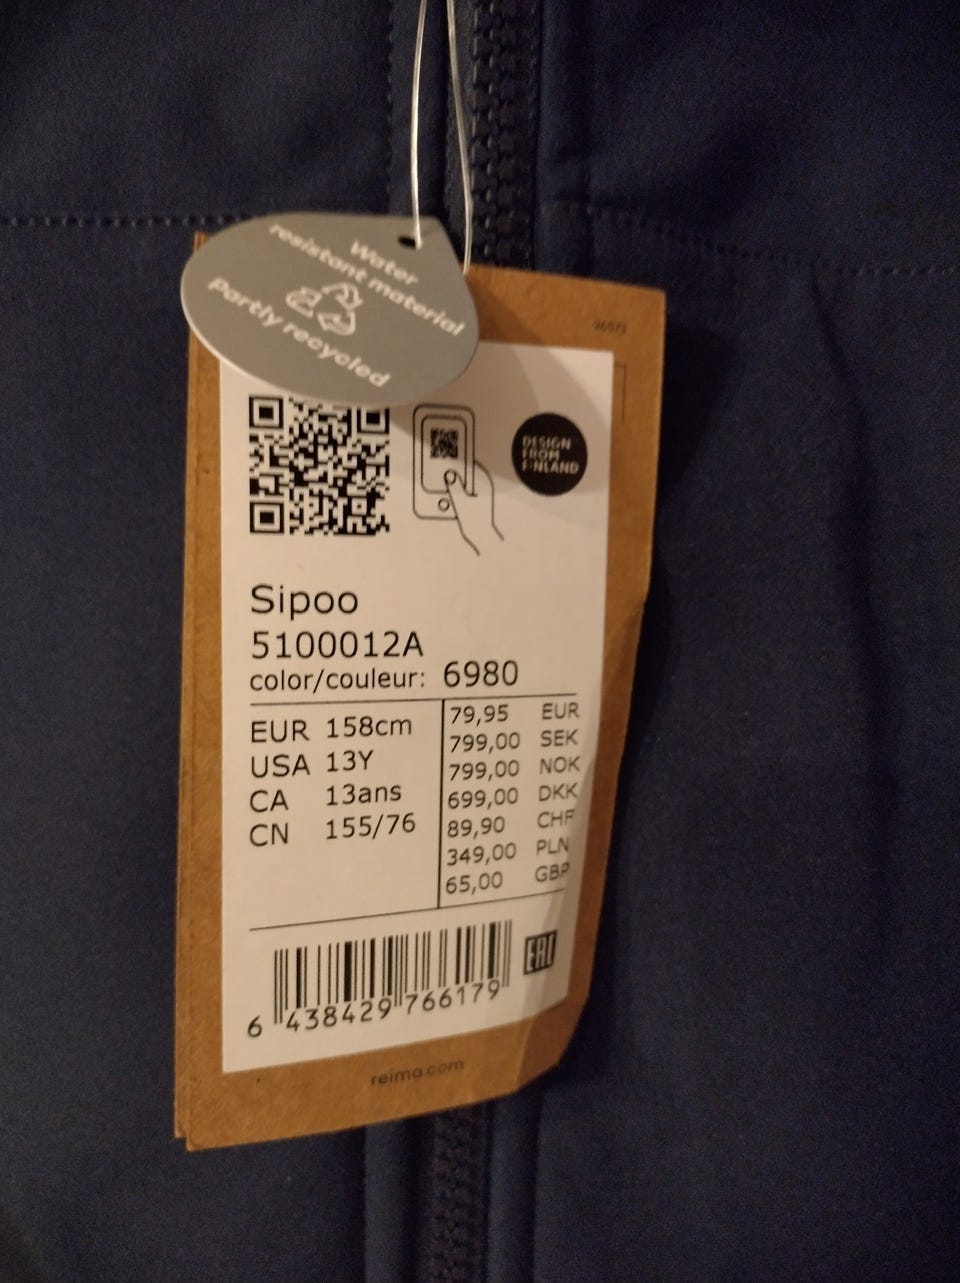 Water
resistant material
Partly recycled
DESIGN
FROM
FINLAND
Sipoo
5100012A
color/couleur: 6980
EUR 158cm
USA 13Y
CA 13ans
CN 155/76
79,95 EUR
799,00 SEK
799,00 NOK
699,00 DKK
89,90 CHF
349,00 PLN
65,00 GBP
EAC
6 438429 766179
reima.com